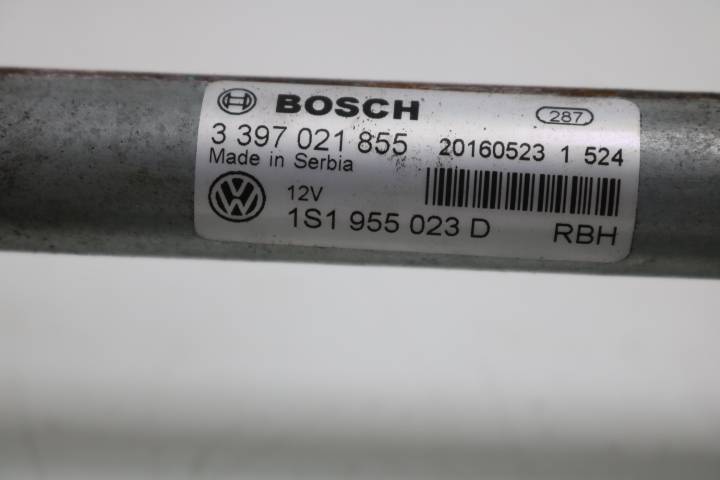 BOSCH
287
3 397 021 855
20160523 1 524
Made in Serbia
12V
1S1 955 023 D
RBH